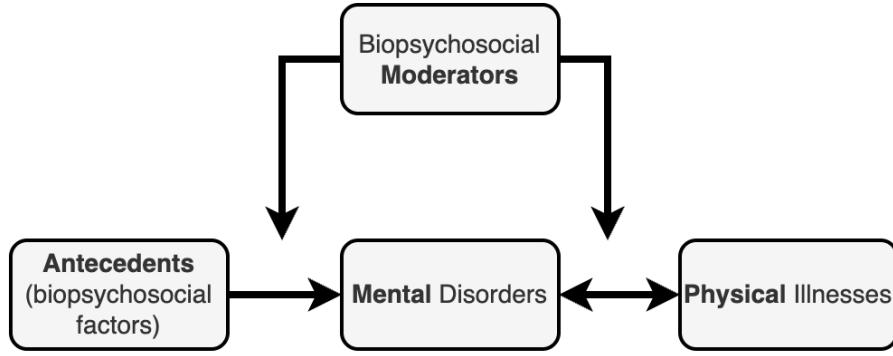 Biopsychosocial
Moderators
Antecedents
(biopsychosocial
factors)
Mental Disorders
Physical Illnesses